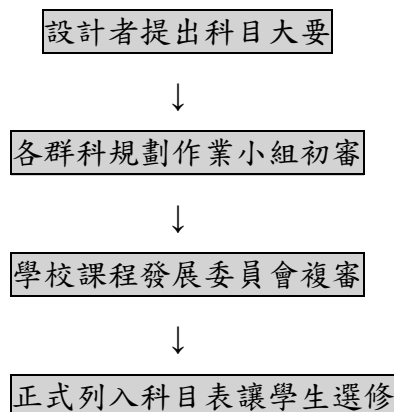 設計者提出科目大要
↓
各群科規劃作業小組初審
↓
學校課程發展委員會複審
↓
正式列入科目表讓學生選修